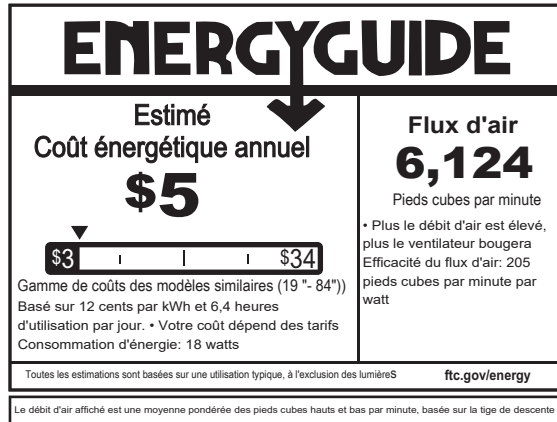 ENERGYGUIDE
Estimé
Coût énergétique annuel
$5
$3
$34
Gamme de coûts des modèles similaires (19 "- 84"))
Basé sur 12 cents par kWh et 6,4 heures
d'utilisation par jour. • Votre coût dépend des tarifs
Consommation d'énergie: 18 watts
Flux d'air
6,124
Pieds cubes par minute
• Plus le débit d'air est élevé,
plus le ventilateur bougera
Efficacité du flux d'air: 205
pieds cubes par minute par
watt
Toutes les estimations sont basées sur une utilisation typique, à l'exclusion des lumièreS
ftc.gov/energy
Le débit d'air affiché est une moyenne pondérée des pieds cubes hauts et bas par minute, basée sur la tige de descente